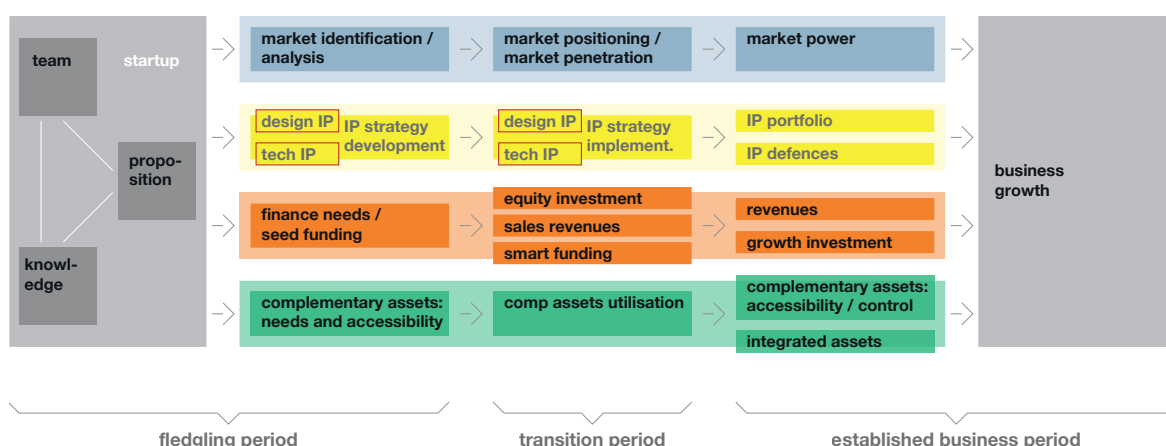 team
startup
propo-
sition
knowl-
edge
market identification /
analysis
market positioning /
market penetration
market power
design IP
tech IP
IP strategy
development
design IP
tech IP
IP strategy
implement.
IP portfolio
IP defences
finance needs /
seed funding
equity investment
sales revenues
smart funding
revenues
growth investment
complementary assets:
needs and accessibility
comp assets utilisation
complementary assets:
accessibility / control
integrated assets
business
growth
fledgling period
transition period
established business period